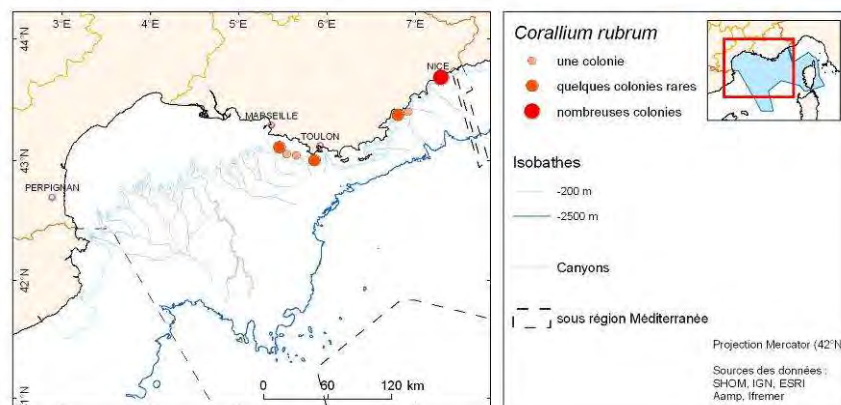 3°E 4°E 5°E 6°E 7°E
44°N
43°N
42°N
1°N
NICE
MARSEILLE
TOULON
PERPIGNAN
0 60 120 km
Corallium rubrum
une colonie
quelques colonies rares
nombreuses colonies
Isobathes
-200 m
-2500 m
Canyons
sous région Méditerranée
Projection Mercator (42°N
Sources des données :
SHOM, IGN, ESRI
Aamp, Ifremer